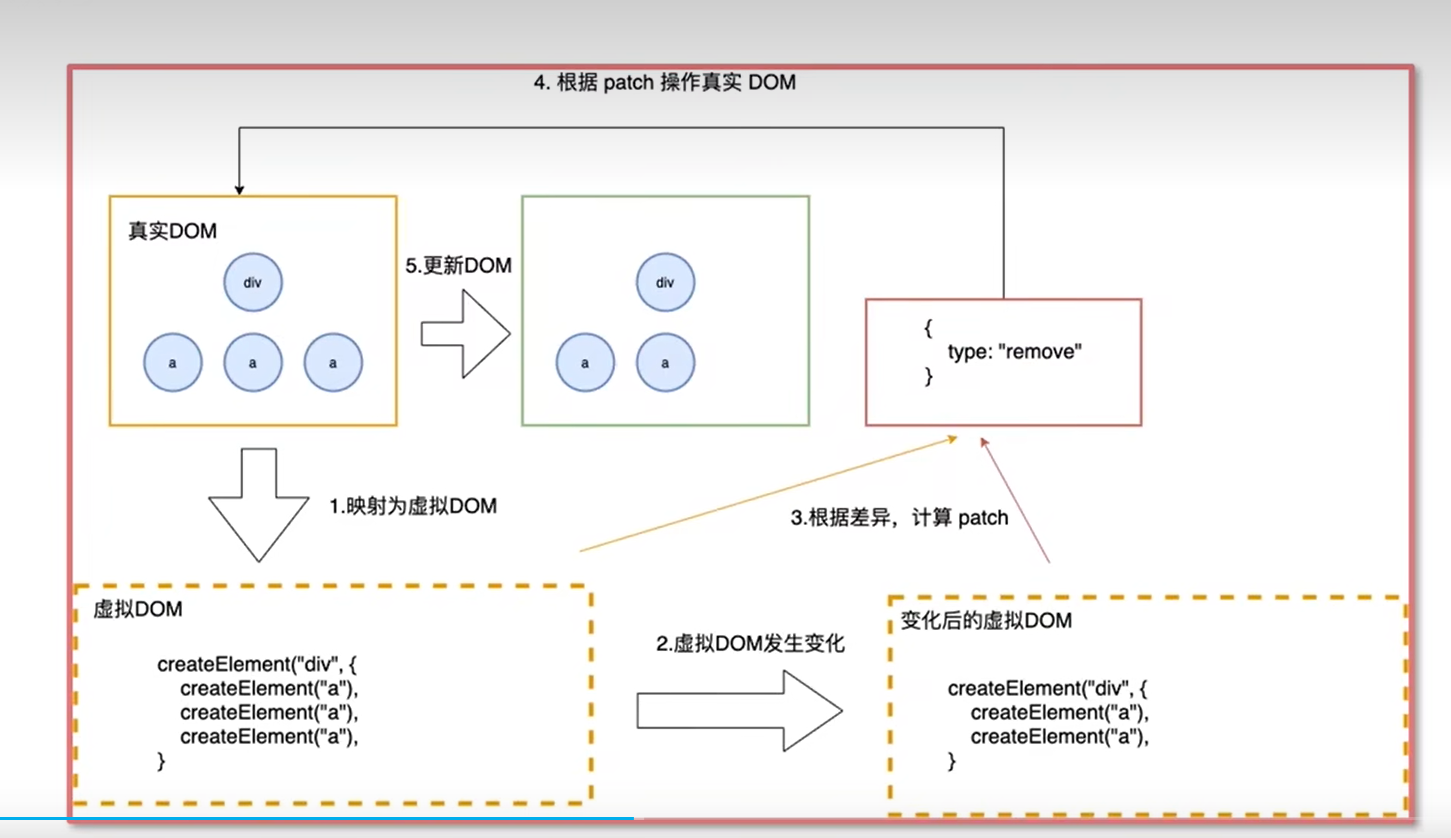 4. 根据 patch 操作真实 DOM
真实DOM
div
a
a
a
5.更新DOM
div
a
a
{
type: "remove"
}
1.映射为虚拟DOM
3.根据差异，计算 patch
虚拟DOM
createElement("div", {
createElement("a"),
createElement("a"),
createElement("a"),
}
2.虚拟DOM发生变化
变化后的虚拟DOM
createElement("div", {
createElement("a"),
createElement("a"),
}